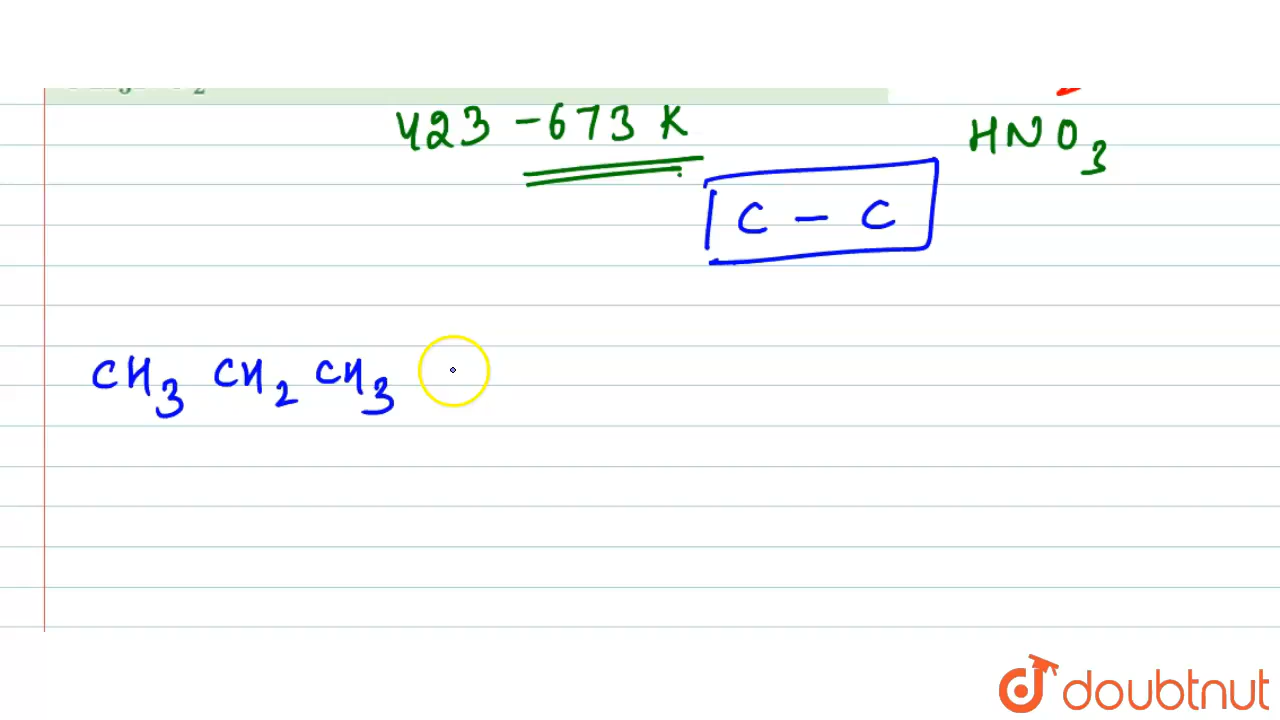 423 - 673 K
HNO3
C - C
CH3 CH2 CH3
doubtnut